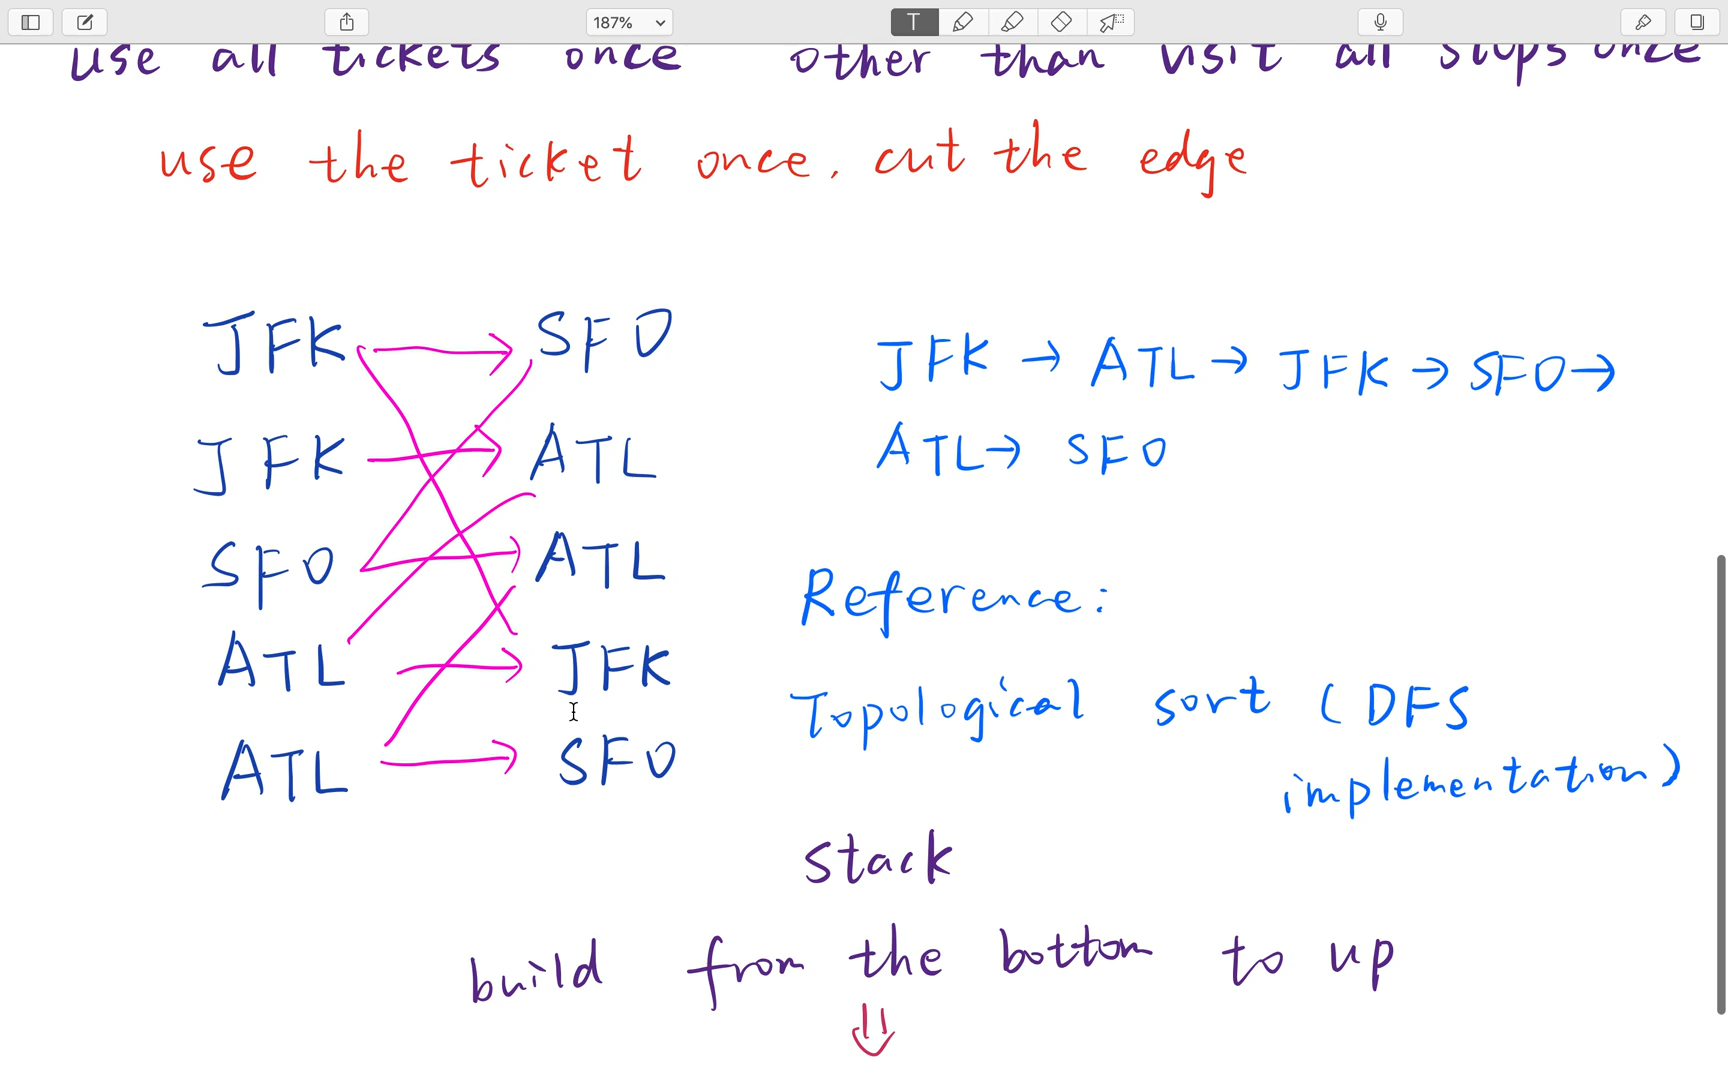 187%
T
use all tickets once other than visit all stops once
use the ticket once. cut the edge
JFK → SFO
JFK → ATL
SFO → ATL
ATL → JFK
ATL → SFO
JFK → ATL → JFK → SFO →
ATL → SFO
Reference:
Topological sort (DFS
implementation)
stack
build from the bottom to up